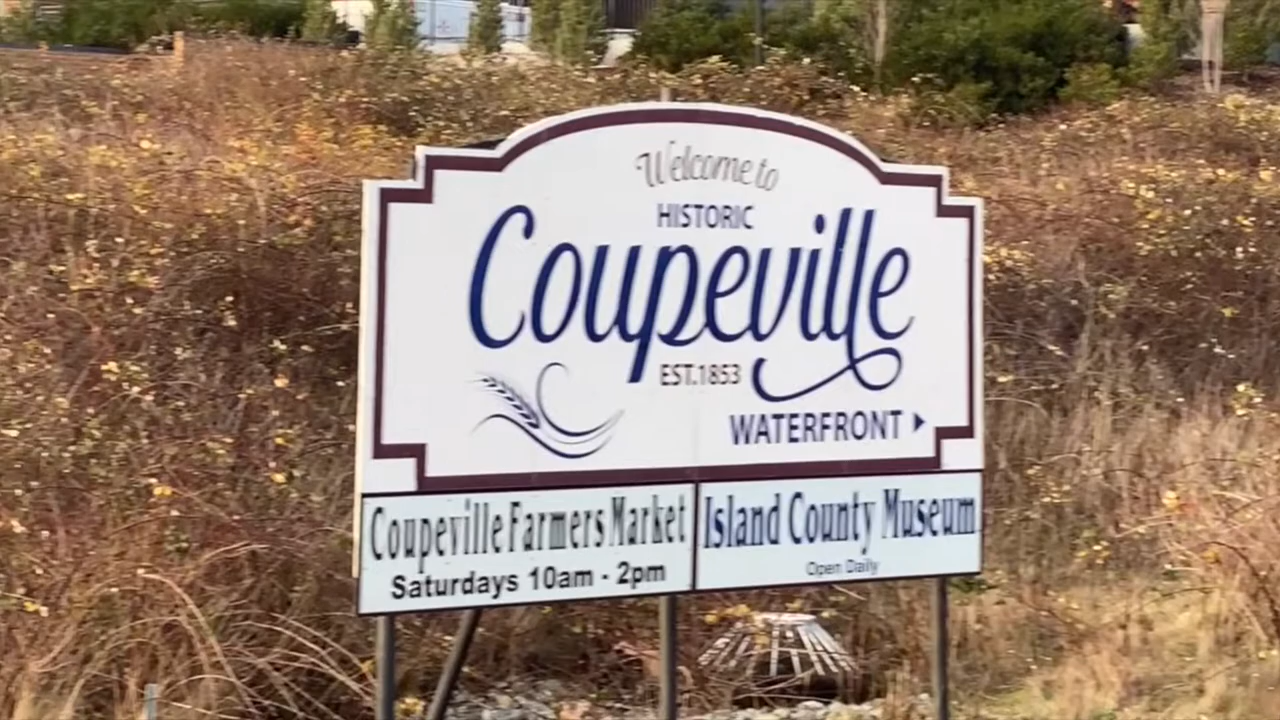 Welcome to
HISTORIC
Coupeville
EST.1853
WATERFRONT
Coupeville Farmers Market
Saturdays 10am - 2pm
Island County Museum
Open Daily